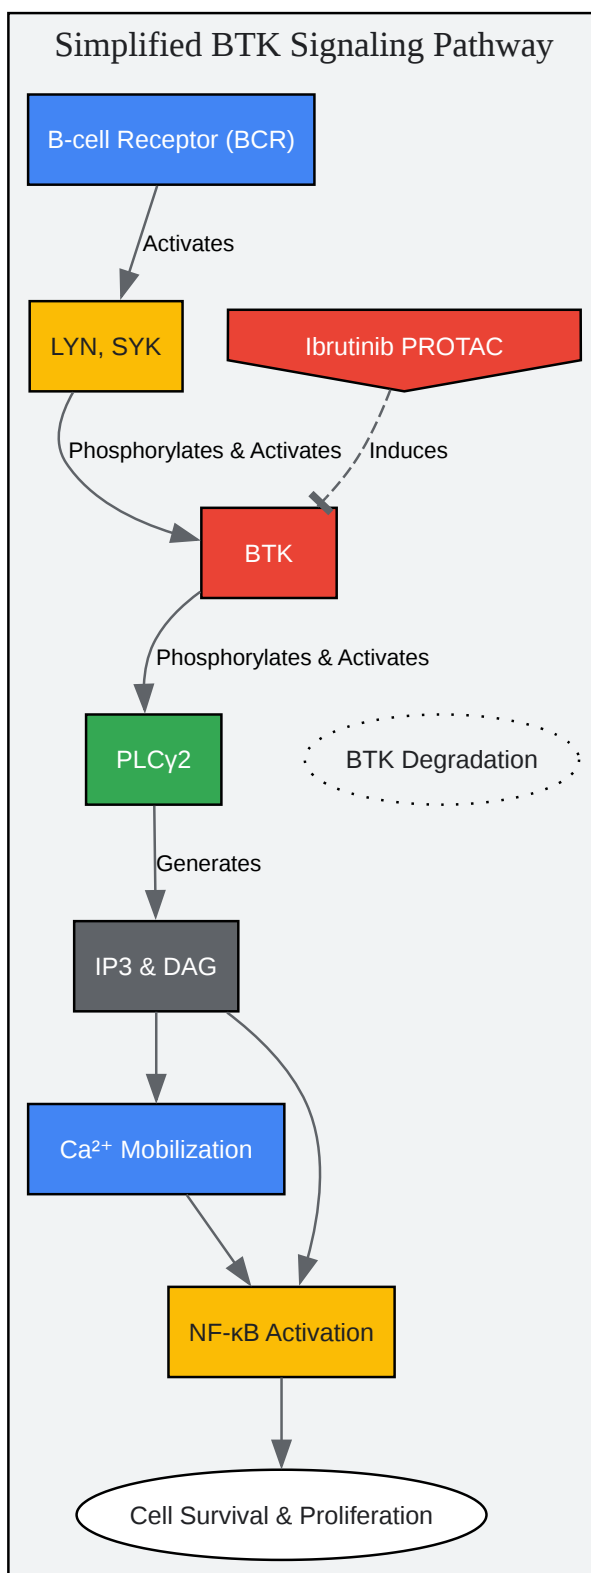 Simplified BTK Signaling Pathway
B-cell Receptor (BCR)
Activates
LYN, SYK
Ibrutinib PROTAC
Phosphorylates & Activates
Induces
BTK
Phosphorylates & Activates
PLCγ2
BTK Degradation
Generates
IP3 & DAG
Ca²⁺ Mobilization
NF-κB Activation
Cell Survival & Proliferation